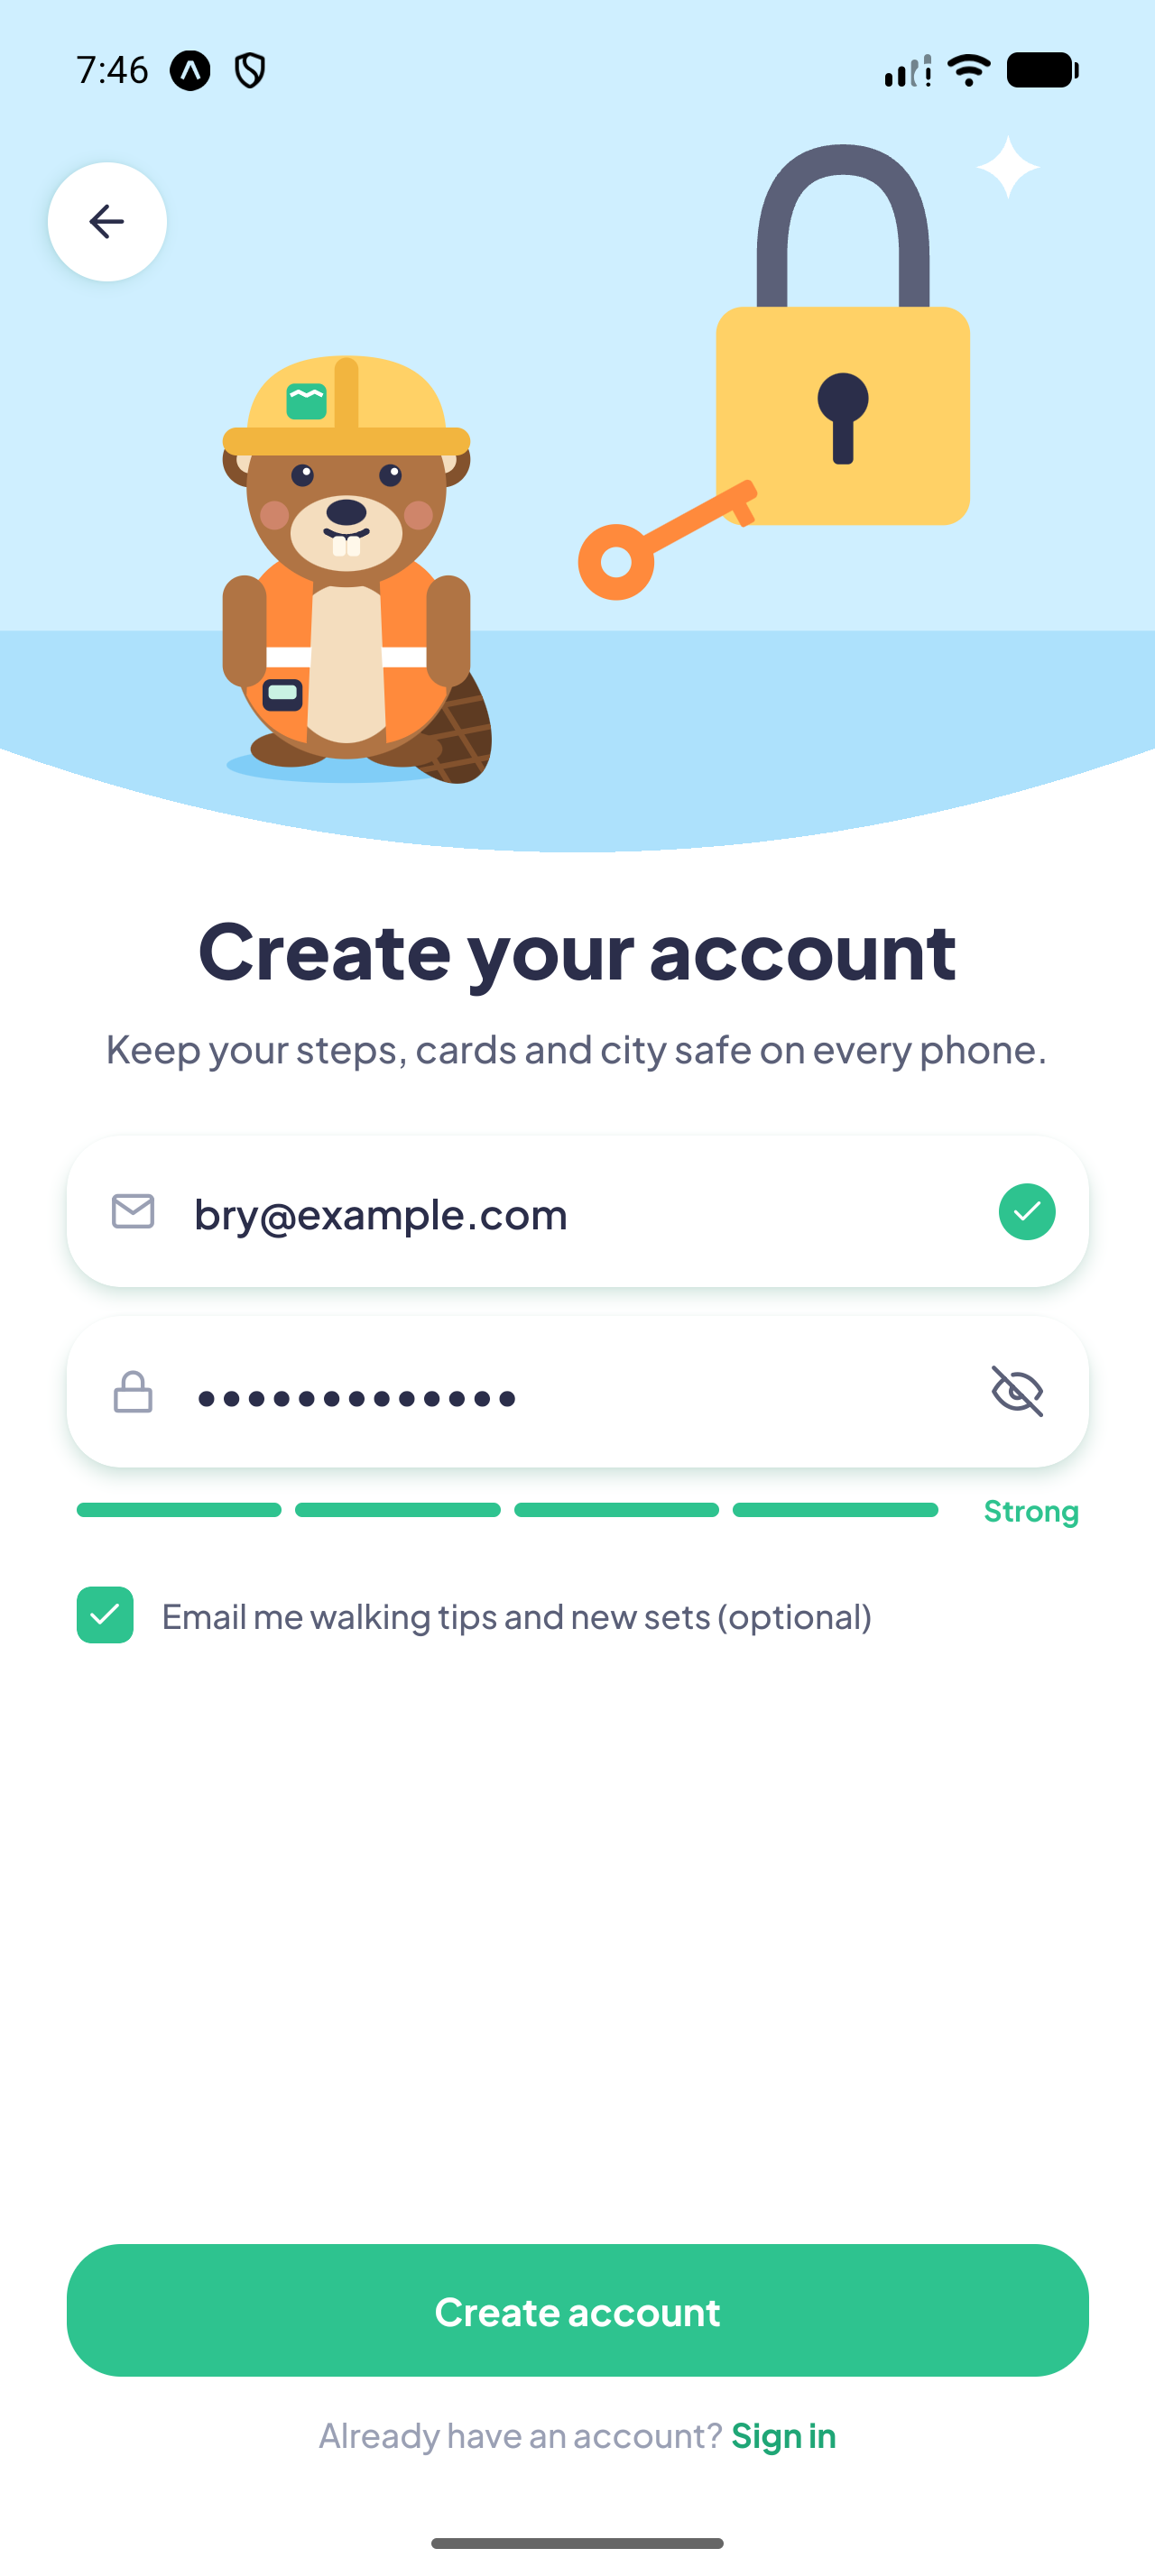 7:46
Create your account
Keep your steps, cards and city safe on every phone.
bry@example.com
•••••••••••••
Strong
Email me walking tips and new sets (optional)
Create account
Already have an account? Sign in